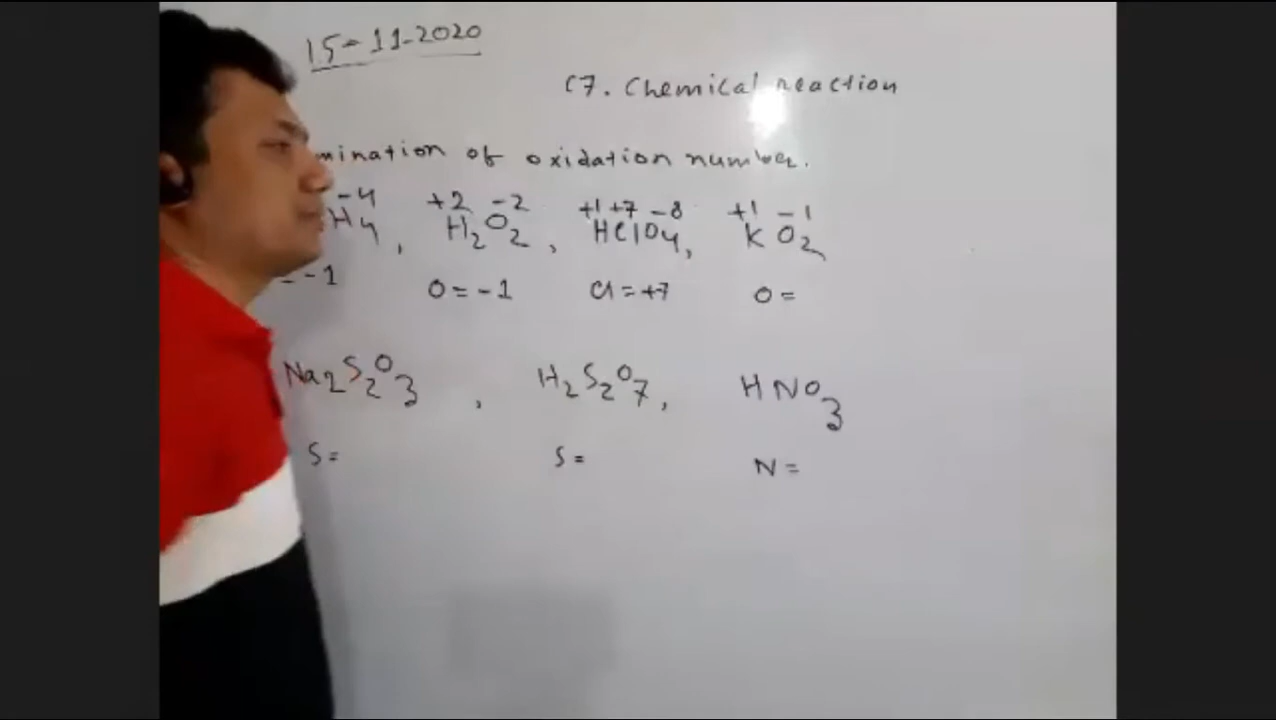 15-11-2020
C7. Chemical reaction
mination of oxidation number.
-4 +2 -2 +1 +7 -8 +1 -1
H4, H2O2, HClO4, KO2
= -1 O = -1 Cl = +7 O =
Na2S2O3, H2S2O7, HNO3
S = S = N =